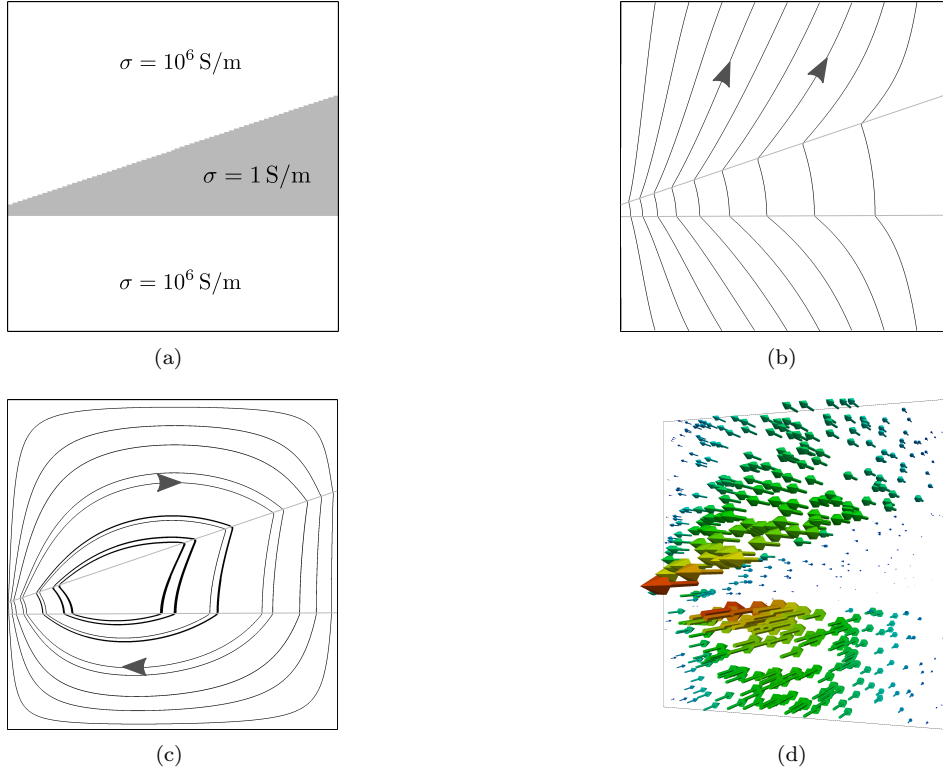 σ = 10⁶ S/m
σ = 1 S/m
σ = 10⁶ S/m
(a)
(b)
(c)
(d)